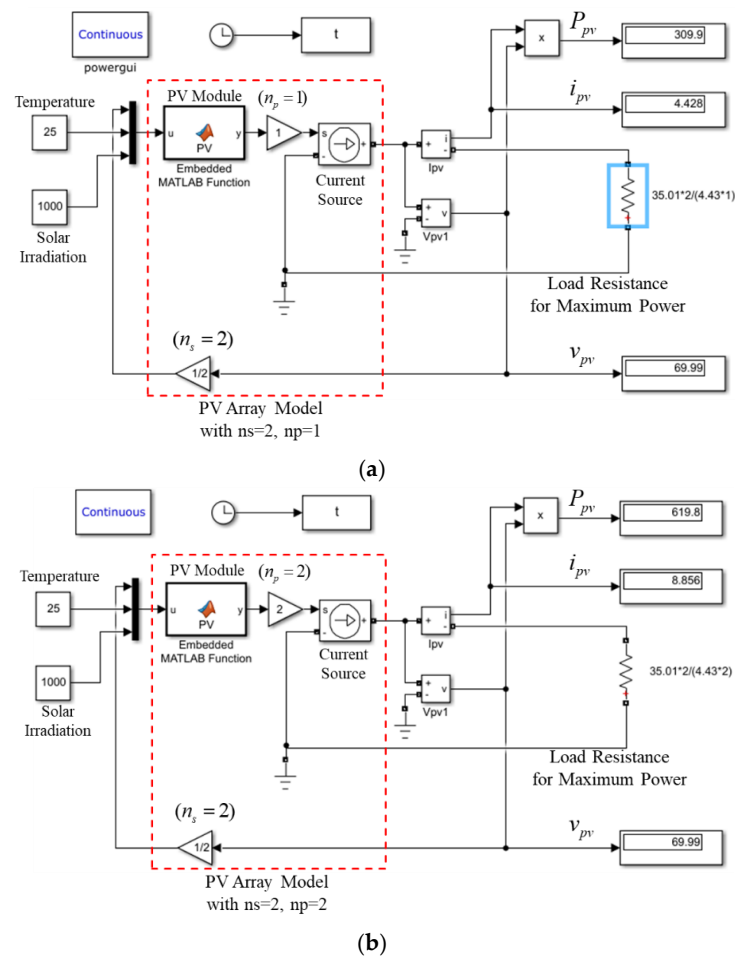 Continuous
powergui
t
Temperature
25
1000
Solar
Irradiation
PV Module
(n_p = 1)
u
PV
y
Embedded
MATLAB Function
1
s
-
+
Current
Source
+
-
i
Ipv
+
-
v
Vpv1
x
P_pv
309.9
i_pv
4.428
35.01*2/(4.43*1)
Load Resistance
for Maximum Power
(n_s = 2)
1/2
v_pv
69.99
PV Array Model
with ns=2, np=1
(a)
Continuous
t
Temperature
25
1000
Solar
Irradiation
PV Module
(n_p = 2)
u
PV
y
Embedded
MATLAB Function
2
s
-
+
Current
Source
+
-
i
Ipv
+
-
v
Vpv1
x
P_pv
619.8
i_pv
8.856
35.01*2/(4.43*2)
Load Resistance
for Maximum Power
(n_s = 2)
1/2
v_pv
69.99
PV Array Model
with ns=2, np=2
(b)